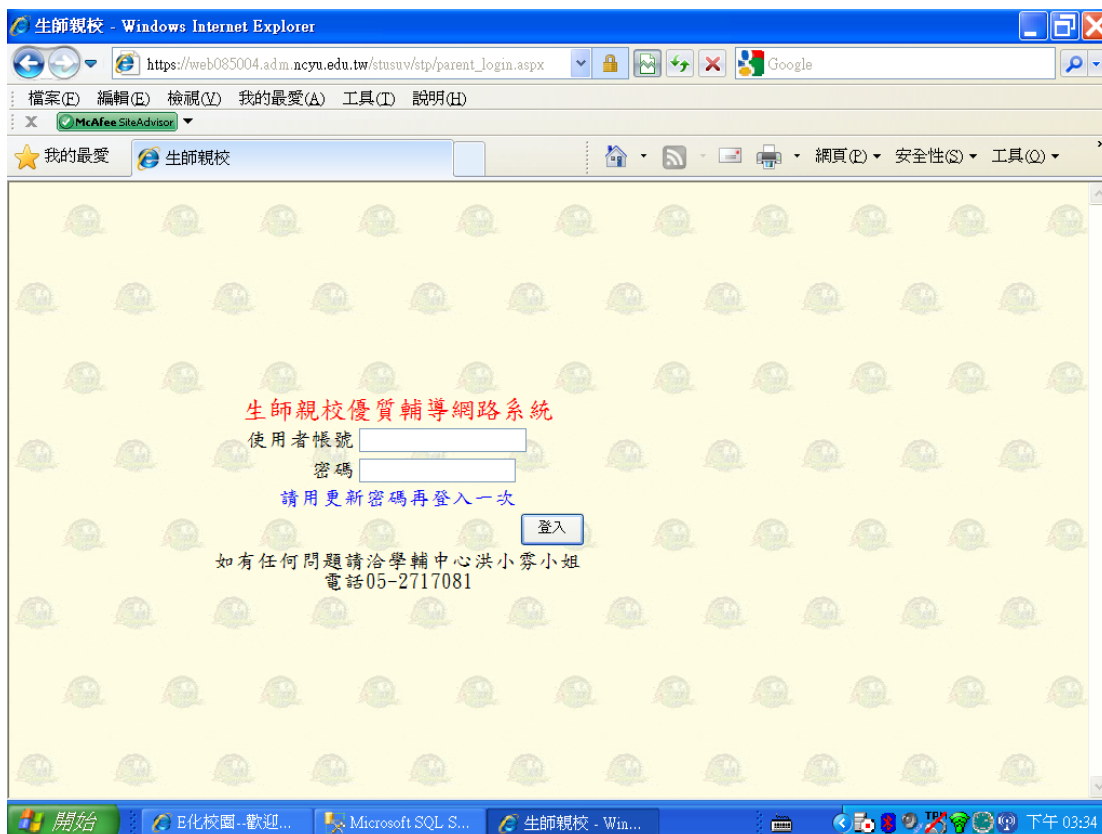 生師親校 - Windows Internet Explorer
https://web085004.adm.ncyu.edu.tw/stusuv/stp/parent_login.aspx
Google
檔案(F) 編輯(E) 檢視(V) 我的最愛(A) 工具(T) 說明(H)
X McAfee SiteAdvisor
我的最愛 生師親校 網頁(P) 安全性(S) 工具(O)
生師親校優質輔導網路系統
使用者帳號
密碼
請用更新密碼再登入一次
登入
如有任何問題請洽學輔中心洪小雰小姐
電話05-2717081
開始 E化校園--歡迎... Microsoft SQL S... 生師親校 - Win... 下午 03:34